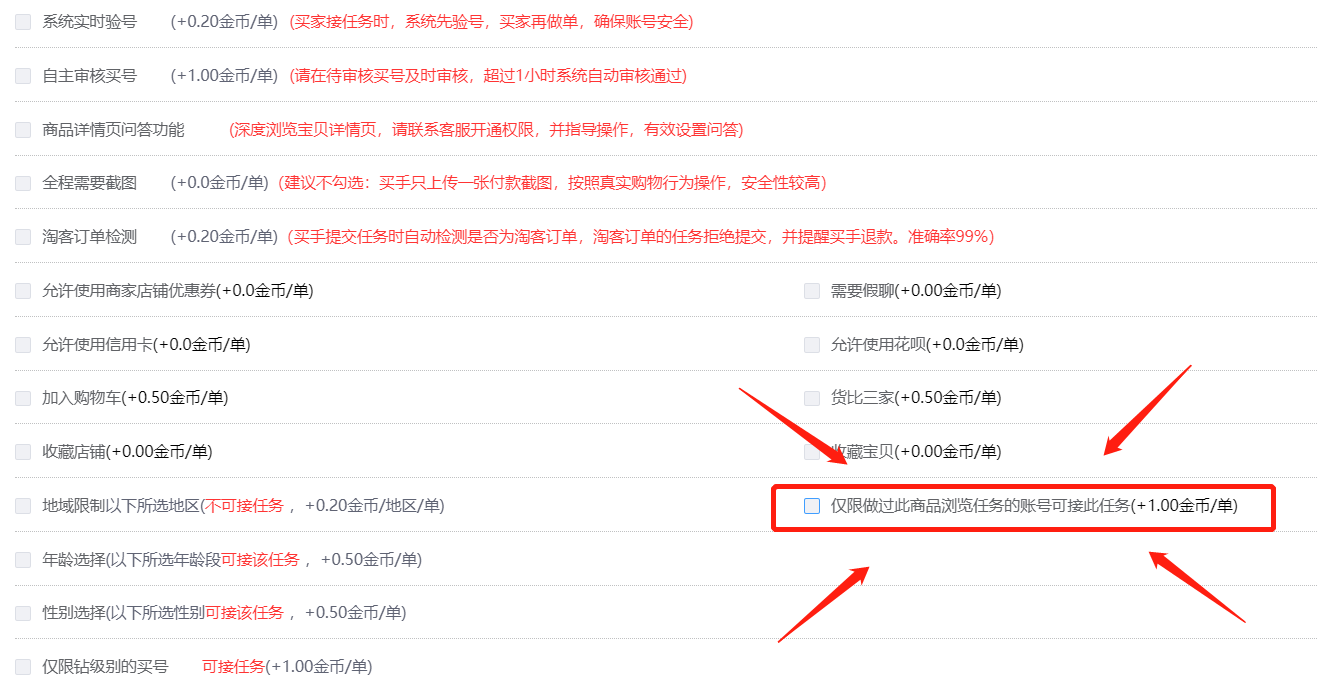 系统实时验号 (+0.20金币/单) (买家接任务时，系统先验号，买家再做单，确保账号安全)
自主审核买号 (+1.00金币/单) (请在待审核买号及时审核，超过1小时系统自动审核通过)
商品详情页问答功能 (深度浏览宝贝详情页，请联系客服开通权限，并指导操作，有效设置问答)
全程需要截图 (+0.0金币/单) (建议不勾选：买手只上传一张付款截图，按照真实购物行为操作，安全性较高)
淘客订单检测 (+0.20金币/单) (买手提交任务时自动检测是否为淘客订单，淘客订单的任务拒绝提交，并提醒买手退款。准确率99%)
允许使用商家店铺优惠券(+0.0金币/单) 需要假聊(+0.00金币/单)
允许使用信用卡(+0.0金币/单) 允许使用花呗(+0.0金币/单)
加入购物车(+0.50金币/单) 货比三家(+0.50金币/单)
收藏店铺(+0.00金币/单) 收藏宝贝(+0.00金币/单)
地域限制以下所选地区(不可接任务 ，+0.20金币/地区/单) 仅限做过此商品浏览任务的账号可接此任务(+1.00金币/单)
年龄选择(以下所选年龄段可接该任务 ，+0.50金币/单)
性别选择(以下所选性别可接该任务 ，+0.50金币/单)
仅限钻级别的买号 可接任务(+1.00金币/单)